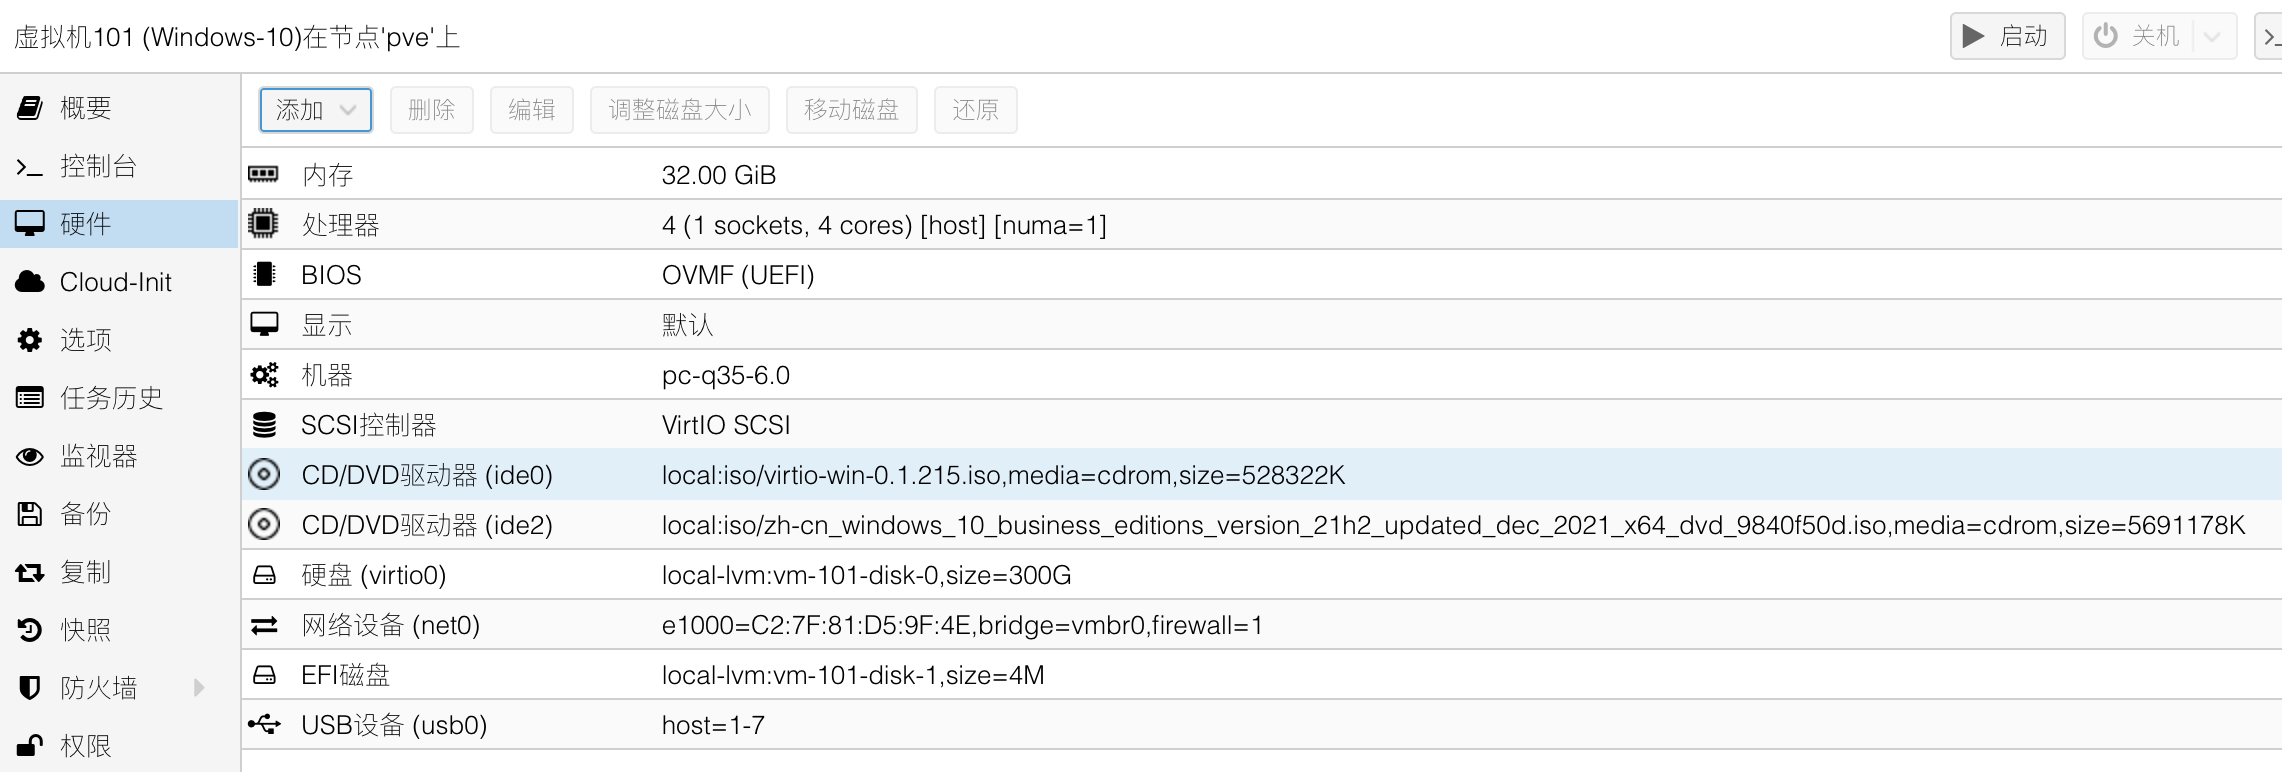 虚拟机101 (Windows-10)在节点'pve'上
启动
关机
概要
控制台
硬件
Cloud-Init
选项
任务历史
监视器
备份
复制
快照
防火墙
权限
添加 删除 编辑 调整磁盘大小 移动磁盘 还原
内存 32.00 GiB
处理器 4 (1 sockets, 4 cores) [host] [numa=1]
BIOS OVMF (UEFI)
显示 默认
机器 pc-q35-6.0
SCSI控制器 VirtIO SCSI
CD/DVD驱动器 (ide0) local:iso/virtio-win-0.1.215.iso,media=cdrom,size=528322K
CD/DVD驱动器 (ide2) local:iso/zh-cn_windows_10_business_editions_version_21h2_updated_dec_2021_x64_dvd_9840f50d.iso,media=cdrom,size=5691178K
硬盘 (virtio0) local-lvm:vm-101-disk-0,size=300G
网络设备 (net0) e1000=C2:7F:81:D5:9F:4E,bridge=vmbr0,firewall=1
EFI磁盘 local-lvm:vm-101-disk-1,size=4M
USB设备 (usb0) host=1-7